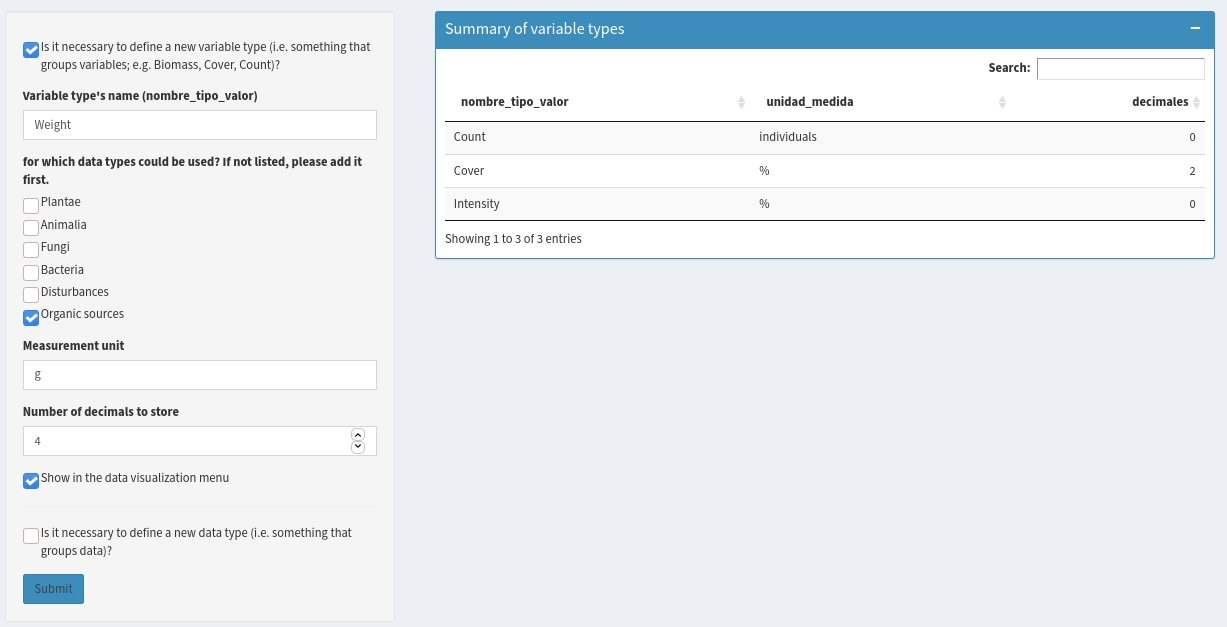 Is it necessary to define a new variable type (i.e. something that
groups variables; e.g. Biomass, Cover, Count)?
Variable type's name (nombre_tipo_valor)
Weight
for which data types could be used? If not listed, please add it
first.
Plantae
Animalia
Fungi
Bacteria
Disturbances
Organic sources
Measurement unit
g
Number of decimals to store
4
Show in the data visualization menu
Is it necessary to define a new data type (i.e. something that
groups data)?
Submit
Summary of variable types
Search:
nombre_tipo_valor unidad_medida decimales
Count individuals 0
Cover % 2
Intensity % 0
Showing 1 to 3 of 3 entries